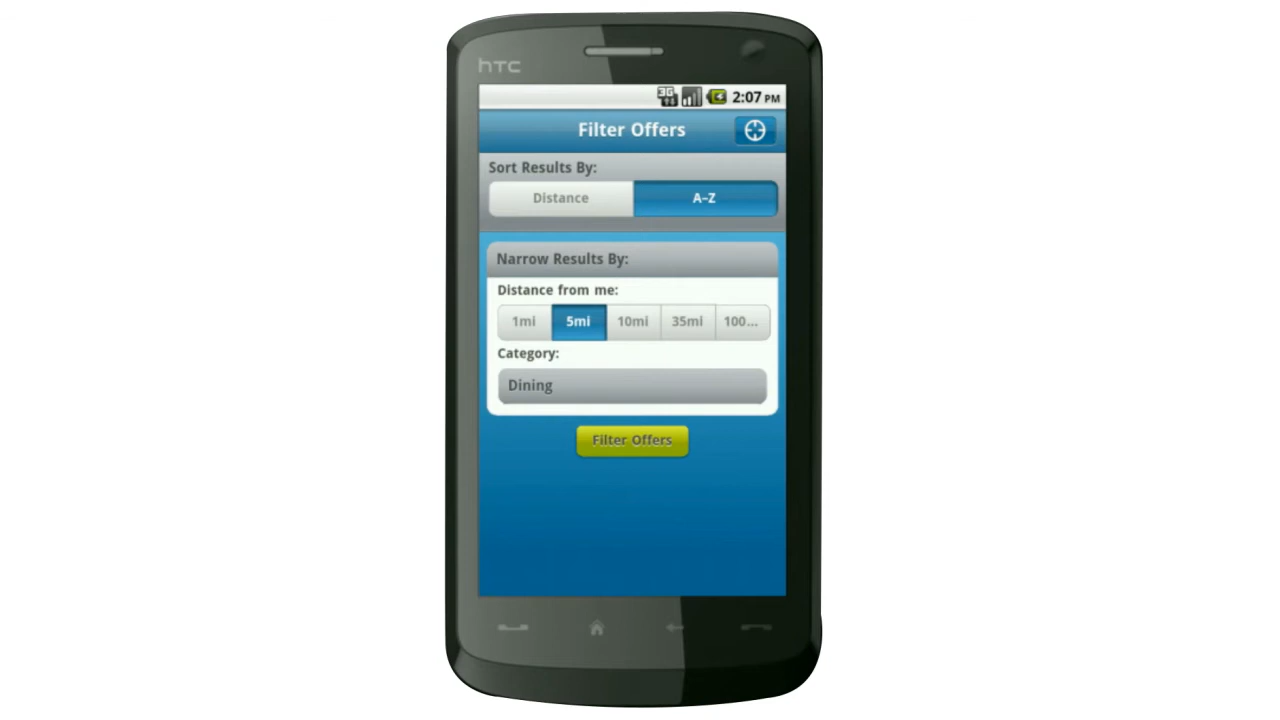 hTC
3G 2:07 PM
Filter Offers
Sort Results By:
Distance A-Z
Narrow Results By:
Distance from me:
1mi 5mi 10mi 35mi 100...
Category:
Dining
Filter Offers